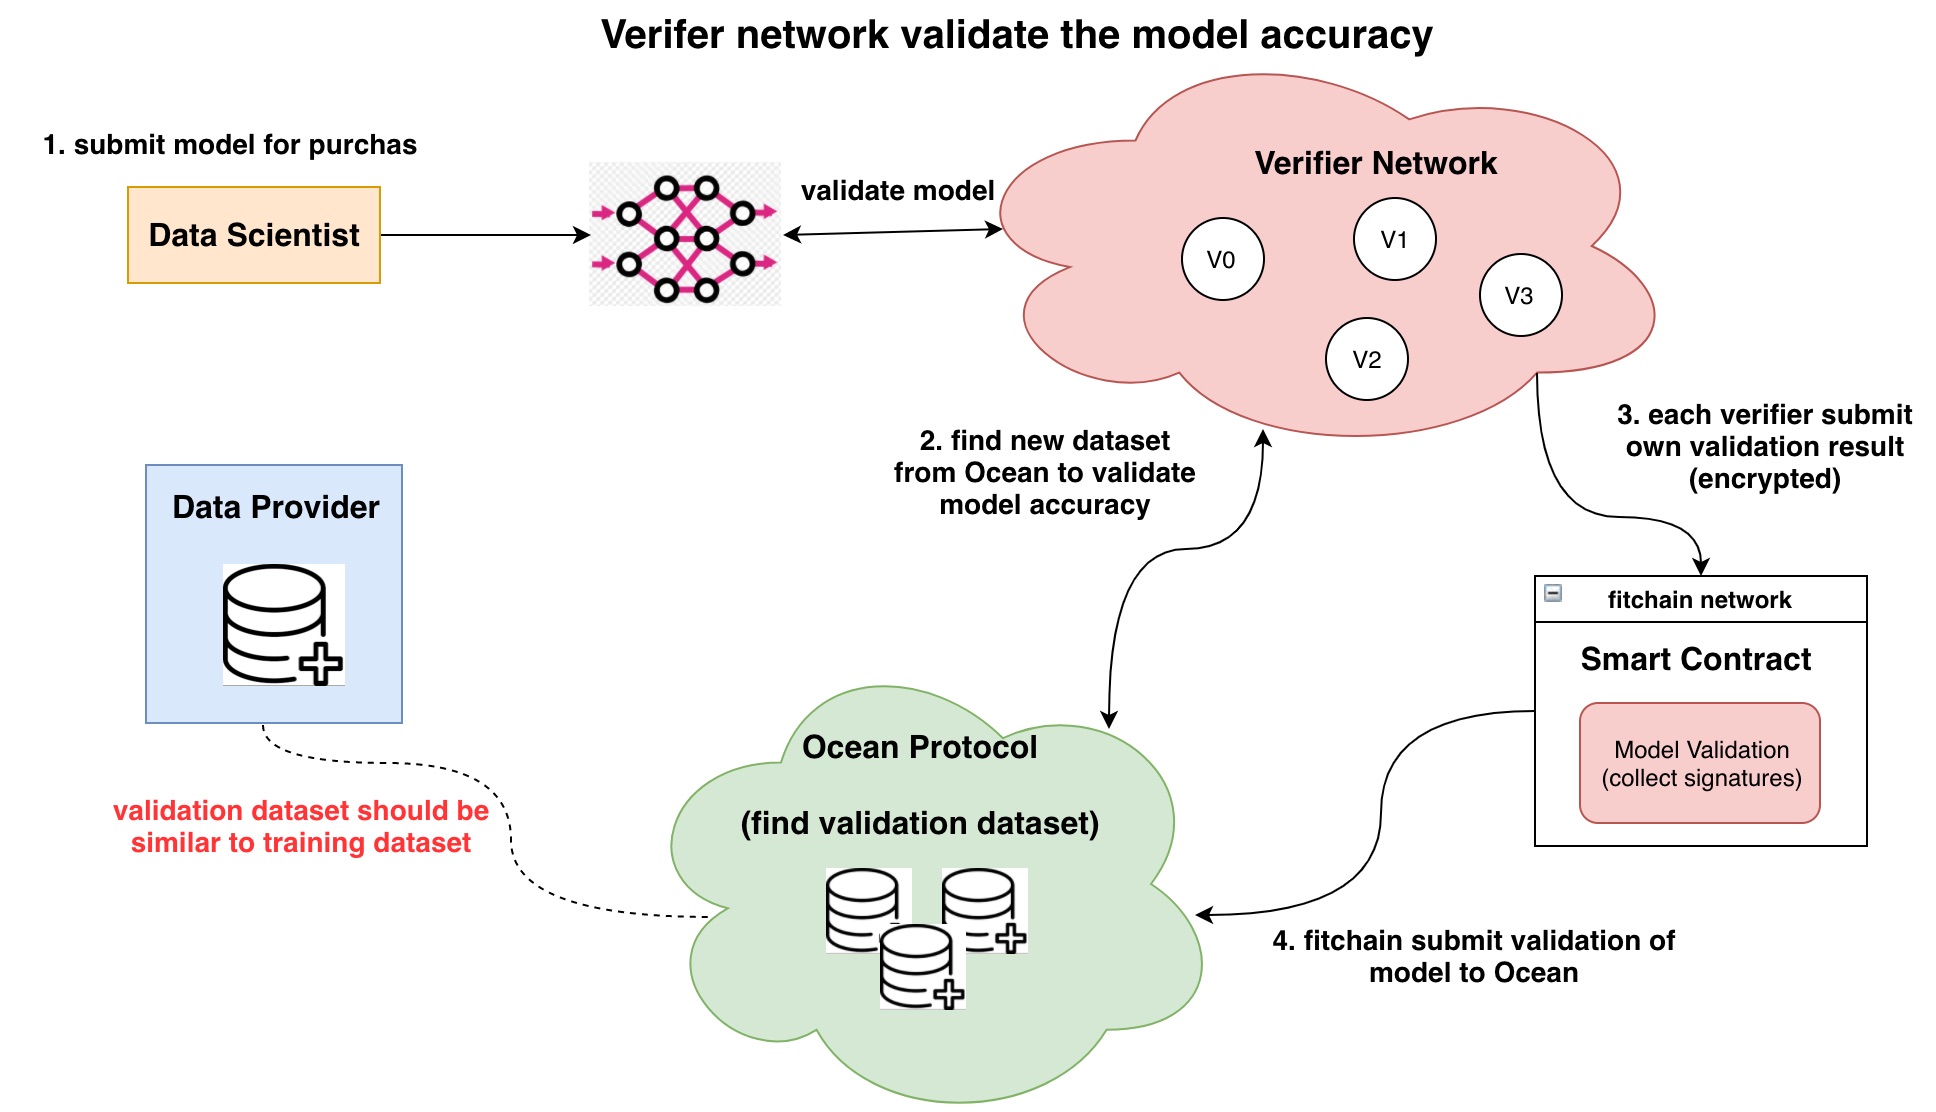 Verifer network validate the model accuracy
1. submit model for purchas
Data Scientist
validate model
Verifier Network
V0
V1
V3
V2
2. find new dataset
from Ocean to validate
model accuracy
3. each verifier submit
own validation result
(encrypted)
Data Provider
fitchain network
Smart Contract
Model Validation
(collect signatures)
validation dataset should be
similar to training dataset
Ocean Protocol
(find validation dataset)
4. fitchain submit validation of
model to Ocean